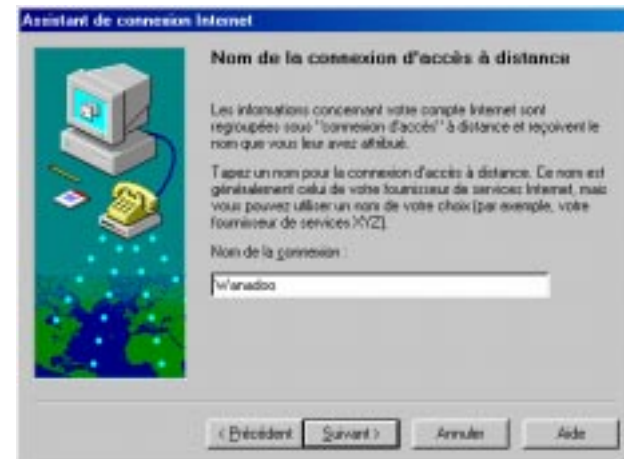 Assistant de connexion Internet
Nom de la connexion d'accès à distance
Les informations concernant votre compte Internet sont
regroupées sous "connexion d'accès" à distance et reçoivent le
nom que vous leur avez attribué.
Tapez un nom pour la connexion d'accès à distance. Ce nom est
généralement celui de votre fournisseur de services Internet, mais
vous pouvez utiliser un nom de votre choix (par exemple, votre
fournisseur de services XYZ).
Nom de la connexion :
Wanadoo
< Précédent Suivant > Annuler Aide